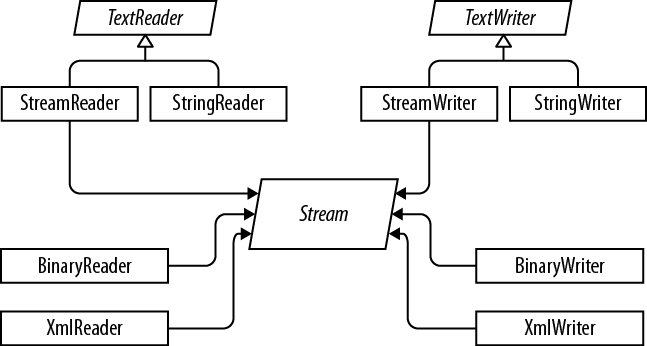 TextReader
TextWriter
StreamReader
StringReader
StreamWriter
StringWriter
Stream
BinaryReader
BinaryWriter
XmlReader
XmlWriter